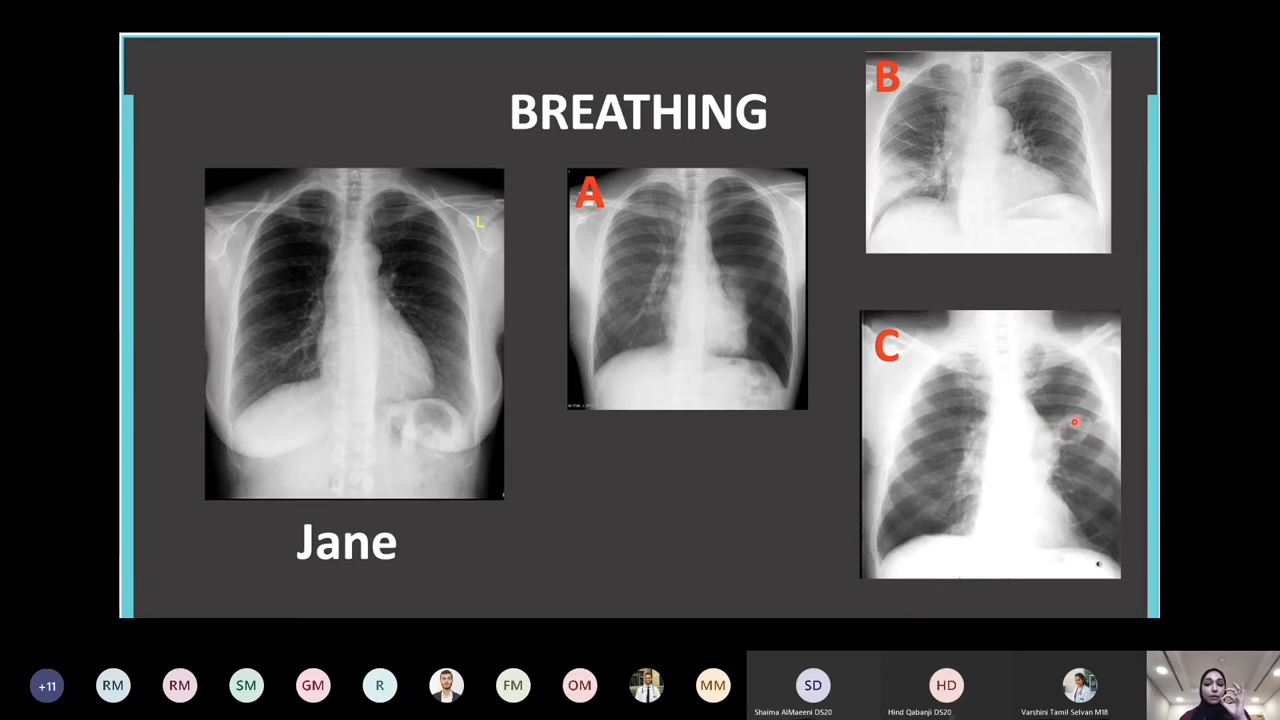 BREATHING
B
A
L
C
Jane
+11
RM
RM
SM
GM
R
FM
OM
MM
SD
HD
Shaima AlMaeeni DS20
Hind Qabanji DS20
Varshini Tamil Selvan M18